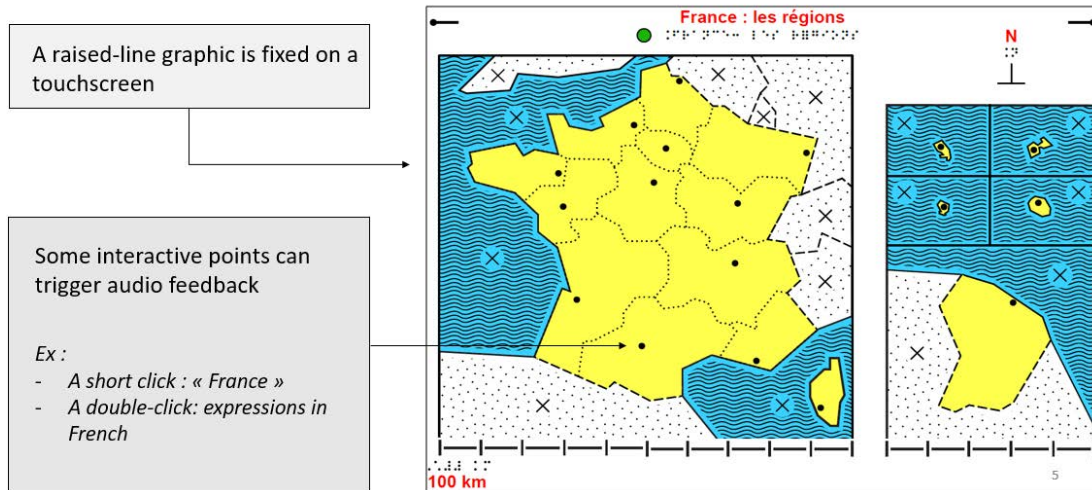 A raised-line graphic is fixed on a
touchscreen
Some interactive points can
trigger audio feedback
Ex :
- A short click : « France »
- A double-click: expressions in
French
France : les régions
N
100 km
5